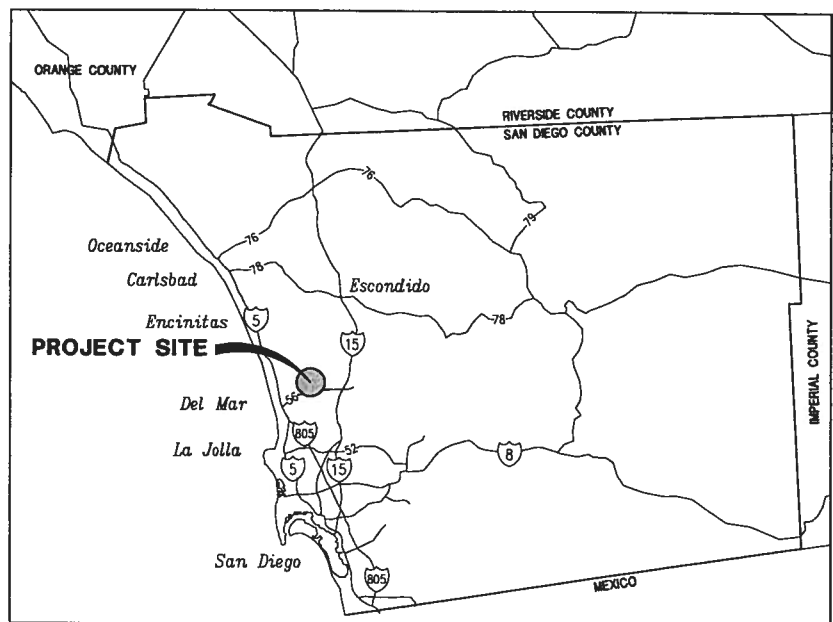 ORANGE COUNTY
RIVERSIDE COUNTY
SAN DIEGO COUNTY
76
79
Oceanside
76
Carlsbad
78
Escondido
Encinitas
5
78
15
PROJECT SITE
IMPERIAL COUNTY
56
Del Mar
805
La Jolla
52
8
5
15
San Diego
805
MEXICO